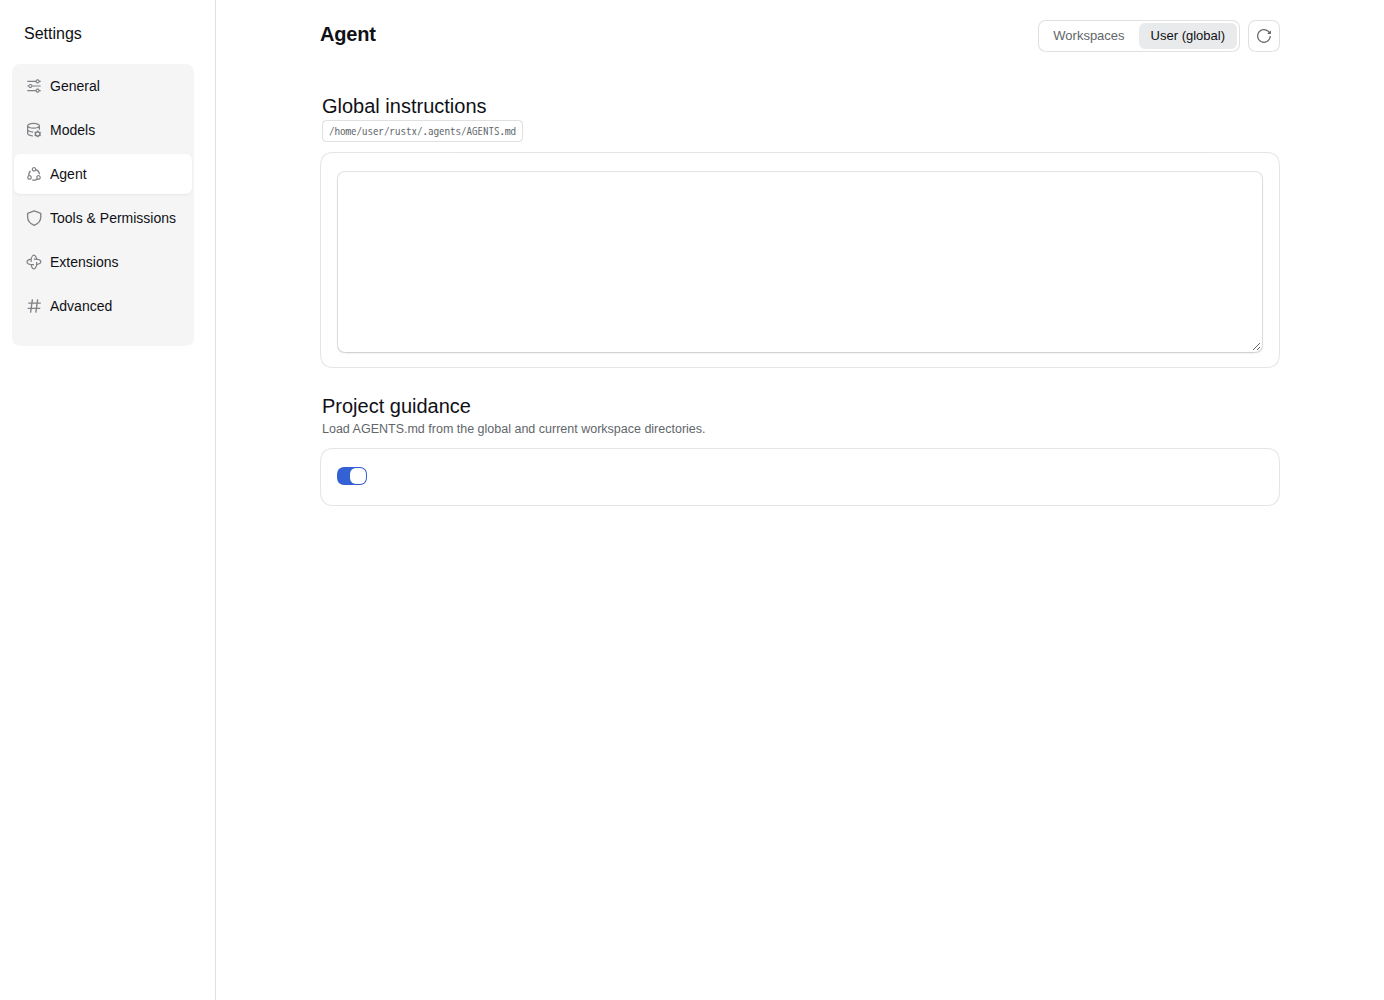 Settings
General
Models
Agent
Tools & Permissions
Extensions
Advanced
Agent
Workspaces
User (global)
Global instructions
/home/user/rustx/.agents/AGENTS.md
Project guidance
Load AGENTS.md from the global and current workspace directories.